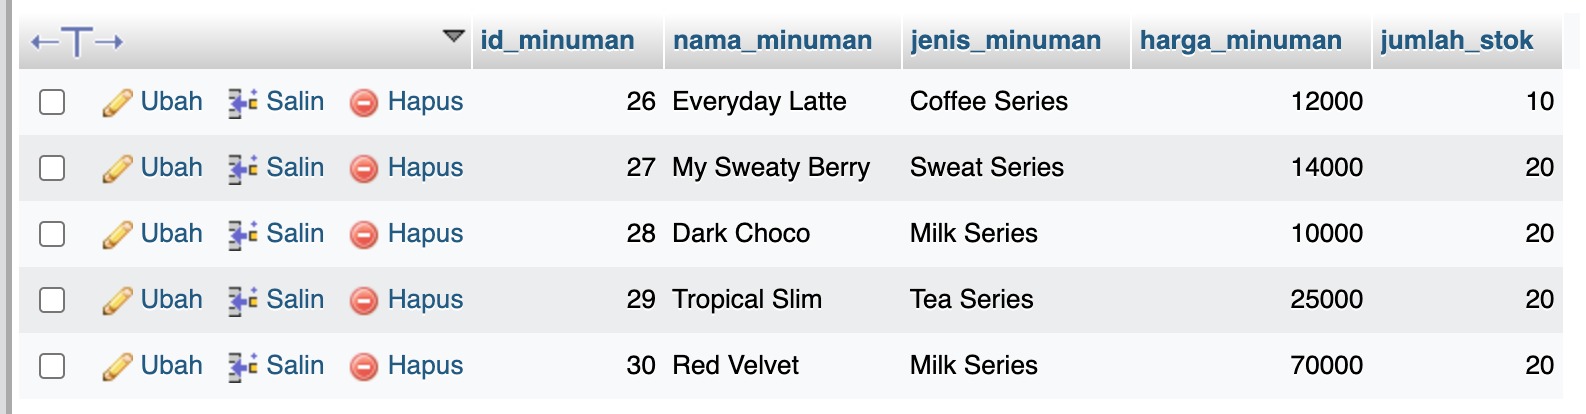 ←T→ id_minuman nama_minuman jenis_minuman harga_minuman jumlah_stok
Ubah Salin Hapus 26 Everyday Latte Coffee Series 12000 10
Ubah Salin Hapus 27 My Sweaty Berry Sweat Series 14000 20
Ubah Salin Hapus 28 Dark Choco Milk Series 10000 20
Ubah Salin Hapus 29 Tropical Slim Tea Series 25000 20
Ubah Salin Hapus 30 Red Velvet Milk Series 70000 20